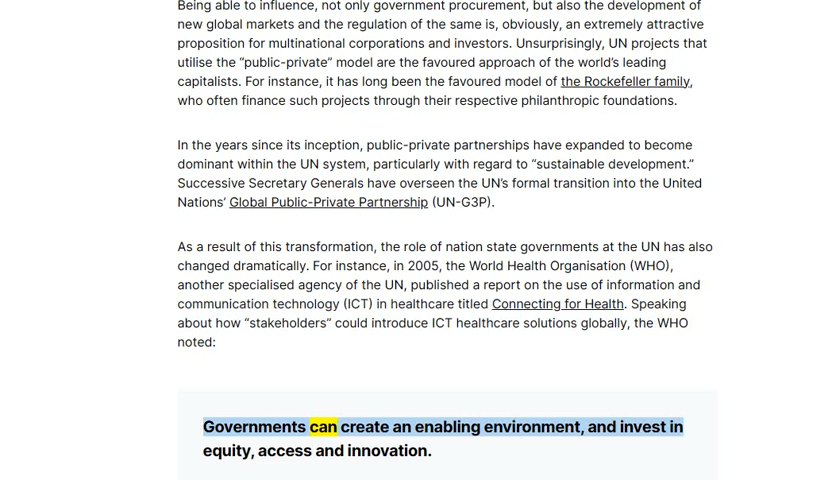 Being able to influence, not only government procurement, but also the development of
new global markets and the regulation of the same is, obviously, an extremely attractive
proposition for multinational corporations and investors. Unsurprisingly, UN projects that
utilise the “public-private” model are the favoured approach of the world’s leading
capitalists. For instance, it has long been the favoured model of the Rockefeller family,
who often finance such projects through their respective philanthropic foundations.
In the years since its inception, public-private partnerships have expanded to become
dominant within the UN system, particularly with regard to “sustainable development.”
Successive Secretary Generals have overseen the UN’s formal transition into the United
Nations’ Global Public-Private Partnership (UN-G3P).
As a result of this transformation, the role of nation state governments at the UN has also
changed dramatically. For instance, in 2005, the World Health Organisation (WHO),
another specialised agency of the UN, published a report on the use of information and
communication technology (ICT) in healthcare titled Connecting for Health. Speaking
about how “stakeholders” could introduce ICT healthcare solutions globally, the WHO
noted:
Governments can create an enabling environment, and invest in
equity, access and innovation.